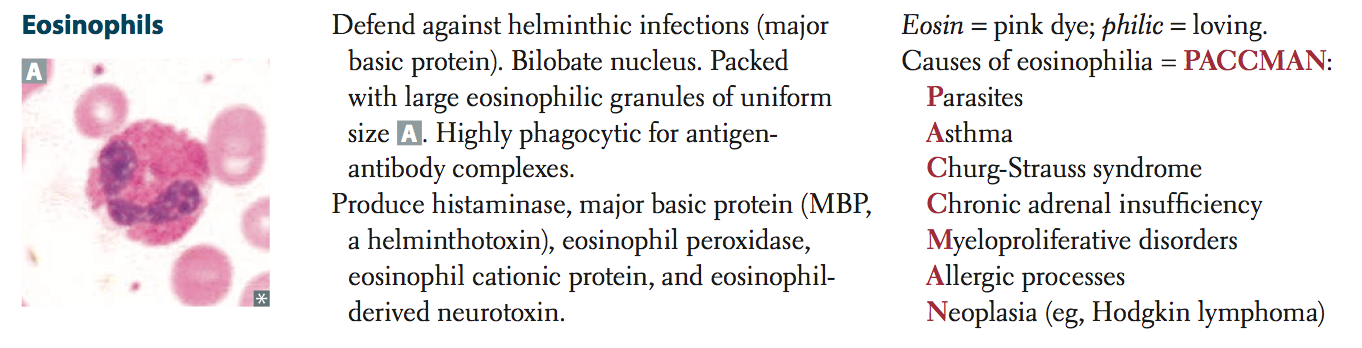 Eosinophils
A
Defend against helminthic infections (major
basic protein). Bilobate nucleus. Packed
with large eosinophilic granules of uniform
size A. Highly phagocytic for antigen-
antibody complexes.
Produce histaminase, major basic protein (MBP,
a helminthotoxin), eosinophil peroxidase,
eosinophil cationic protein, and eosinophil-
derived neurotoxin.
Eosin = pink dye; philic = loving.
Causes of eosinophilia = PACCMAN:
Parasites
Asthma
Churg-Strauss syndrome
Chronic adrenal insufficiency
Myeloproliferative disorders
Allergic processes
Neoplasia (eg, Hodgkin lymphoma)